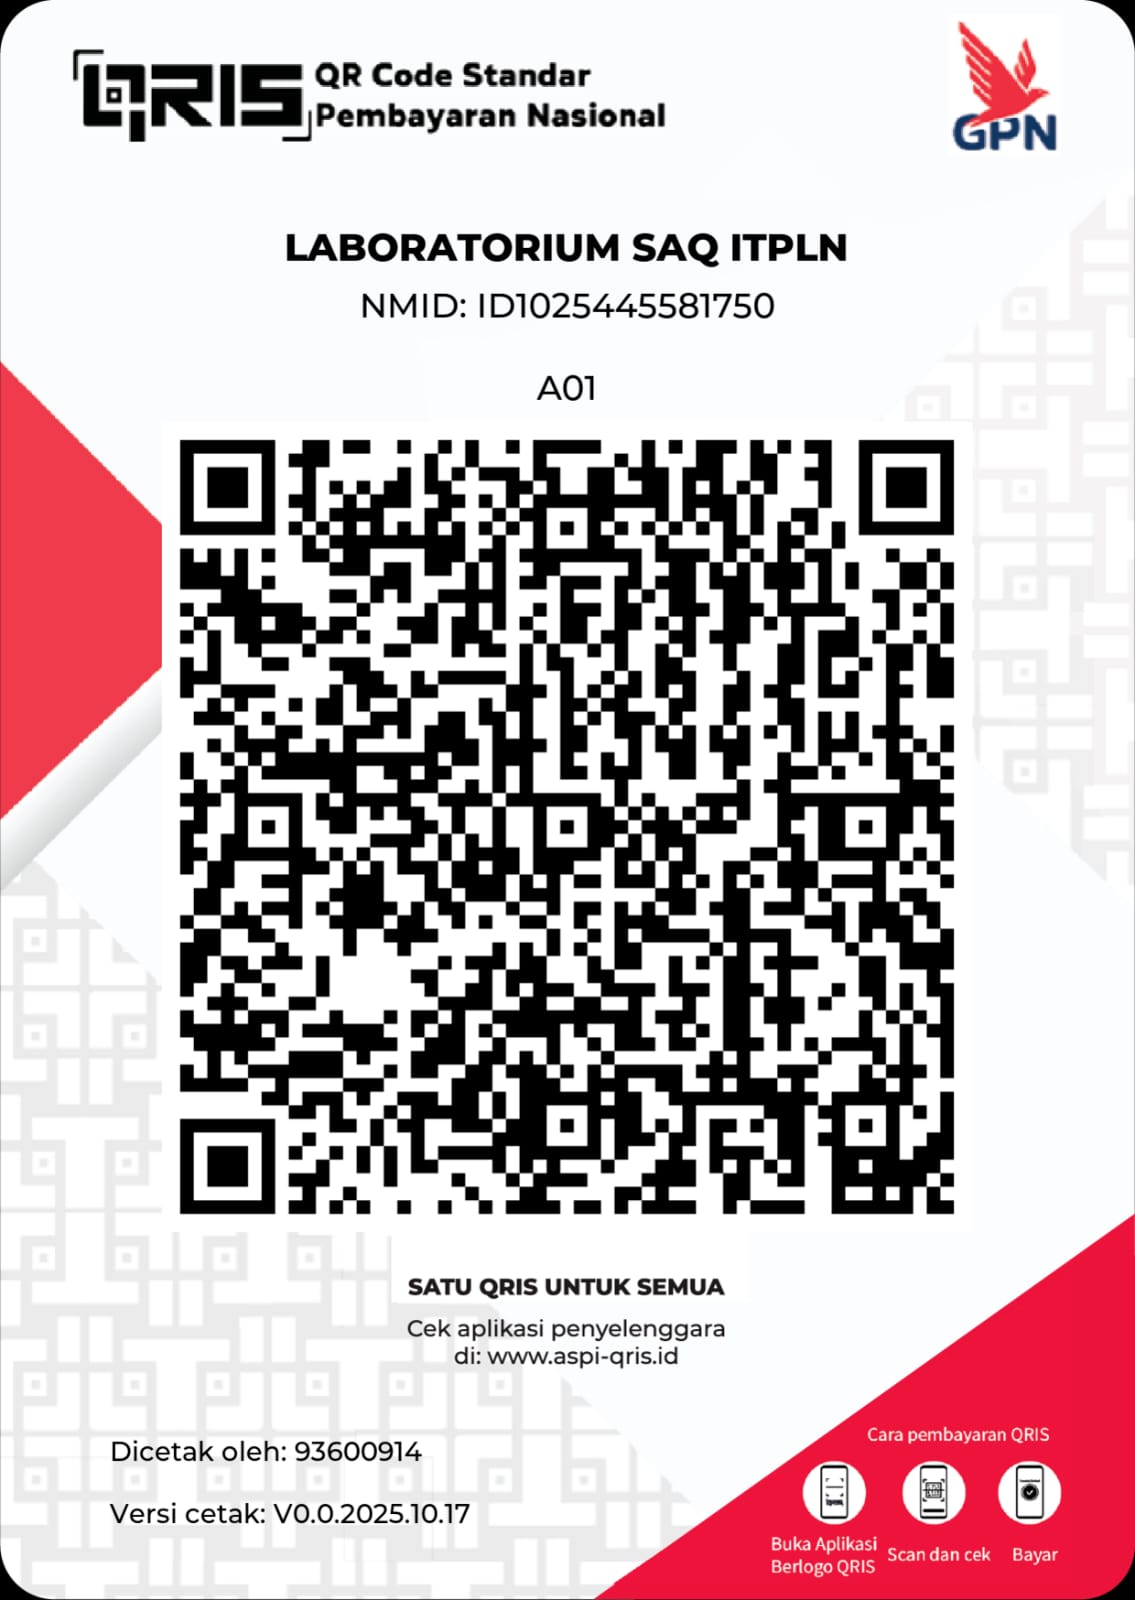 QRIS QR Code Standar
Pembayaran Nasional
GPN
LABORATORIUM SAQ ITPLN
NMID: ID1025445581750
A01
SATU QRIS UNTUK SEMUA
Cek aplikasi penyelenggara
di: www.aspi-qris.id
Dicetak oleh: 93600914
Versi cetak: V0.0.2025.10.17
Cara pembayaran QRIS
Buka Aplikasi
Berlogo QRIS
Scan dan cek
Bayar